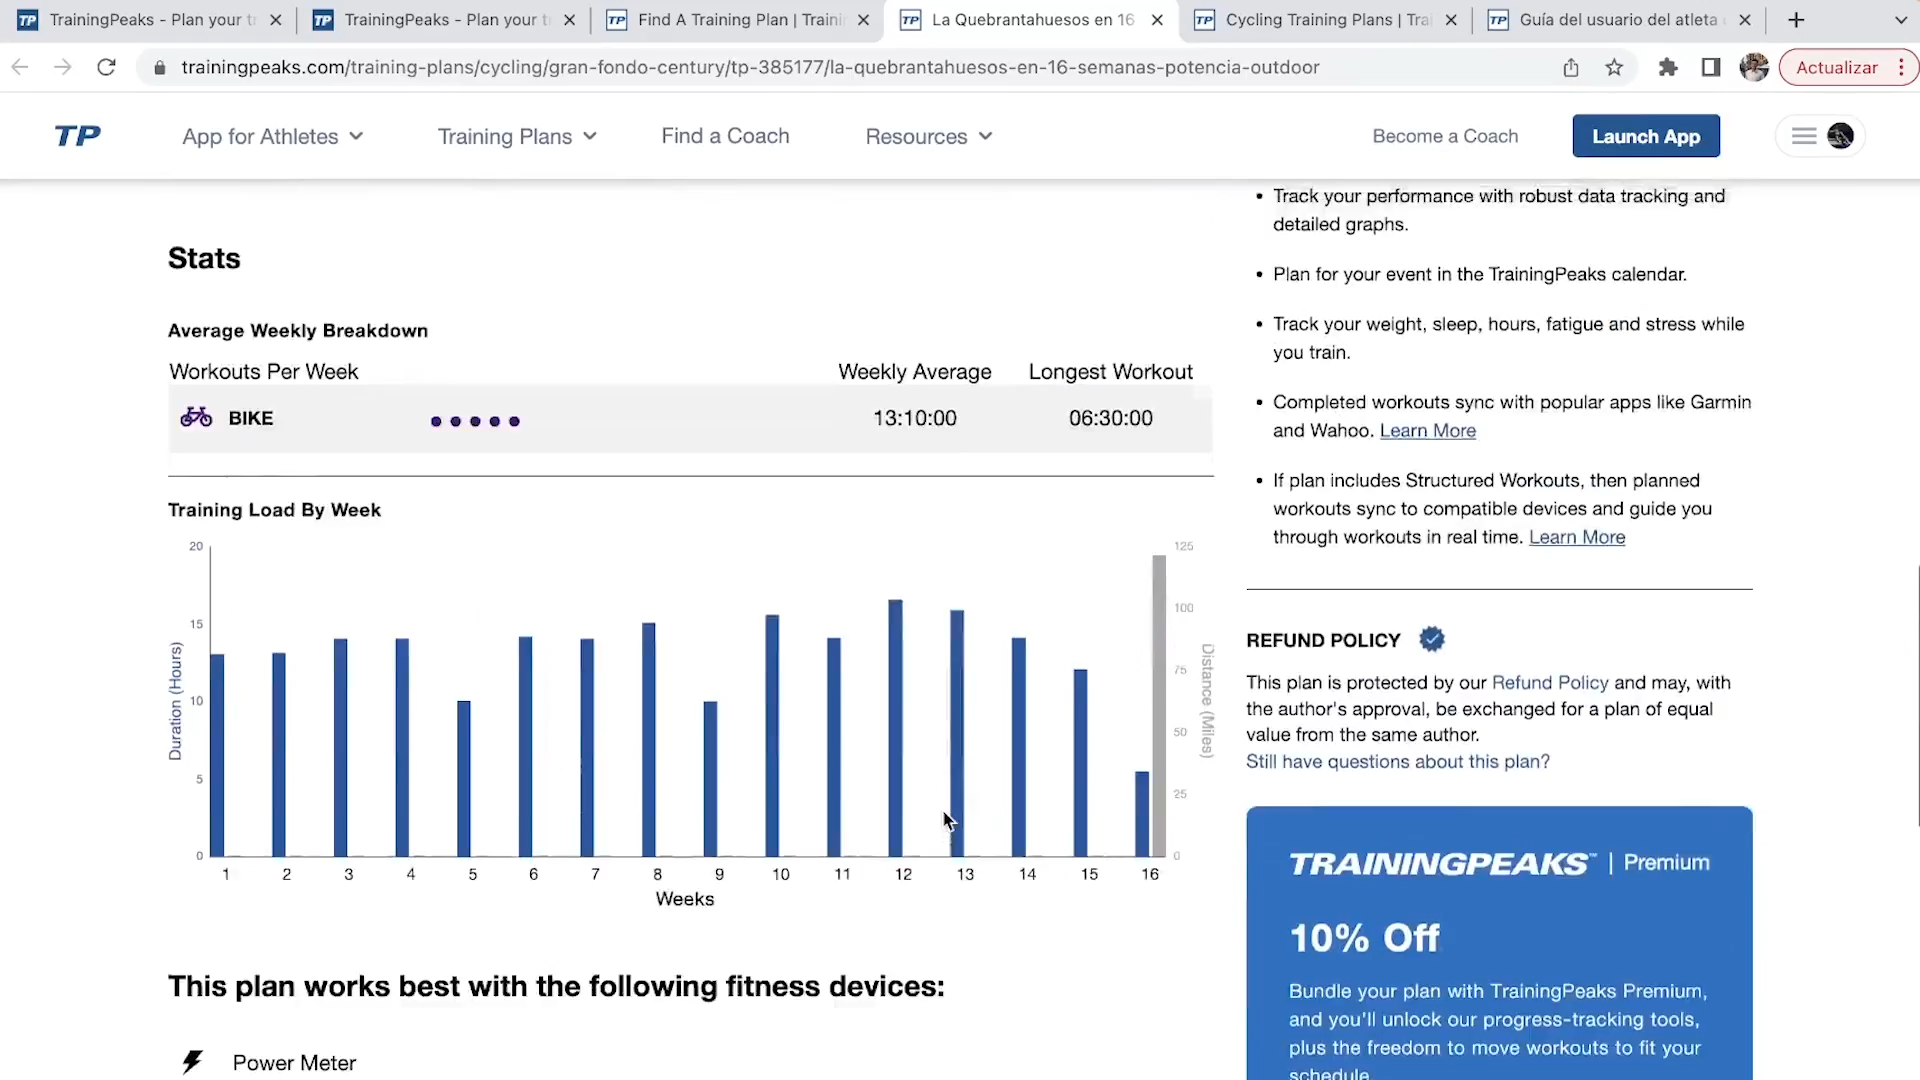 TrainingPeaks - Plan your t
TrainingPeaks - Plan your t
Find A Training Plan | Traini
La Quebrantahuesos en 16
Cycling Training Plans | Tra
Guía del usuario del atleta
trainingpeaks.com/training-plans/cycling/gran-fondo-century/tp-385177/la-quebrantahuesos-en-16-semanas-potencia-outdoor
Actualizar
TP
App for Athletes
Training Plans
Find a Coach
Resources
Become a Coach
Launch App
Stats
Average Weekly Breakdown
Workouts Per Week Weekly Average Longest Workout
BIKE 13:10:00 06:30:00
Training Load By Week
20
15
10
5
0
Duration (Hours)
125
100
75
50
25
0
Distance (Miles)
1 2 3 4 5 6 7 8 9 10 11 12 13 14 15 16
Weeks
This plan works best with the following fitness devices:
Power Meter
• Track your performance with robust data tracking and
detailed graphs.
• Plan for your event in the TrainingPeaks calendar.
• Track your weight, sleep, hours, fatigue and stress while
you train.
• Completed workouts sync with popular apps like Garmin
and Wahoo. Learn More
• If plan includes Structured Workouts, then planned
workouts sync to compatible devices and guide you
through workouts in real time. Learn More
REFUND POLICY
This plan is protected by our Refund Policy and may, with
the author's approval, be exchanged for a plan of equal
value from the same author.
Still have questions about this plan?
TRAININGPEAKS™ | Premium
10% Off
Bundle your plan with TrainingPeaks Premium,
and you'll unlock our progress-tracking tools,
plus the freedom to move workouts to fit your
schedule.